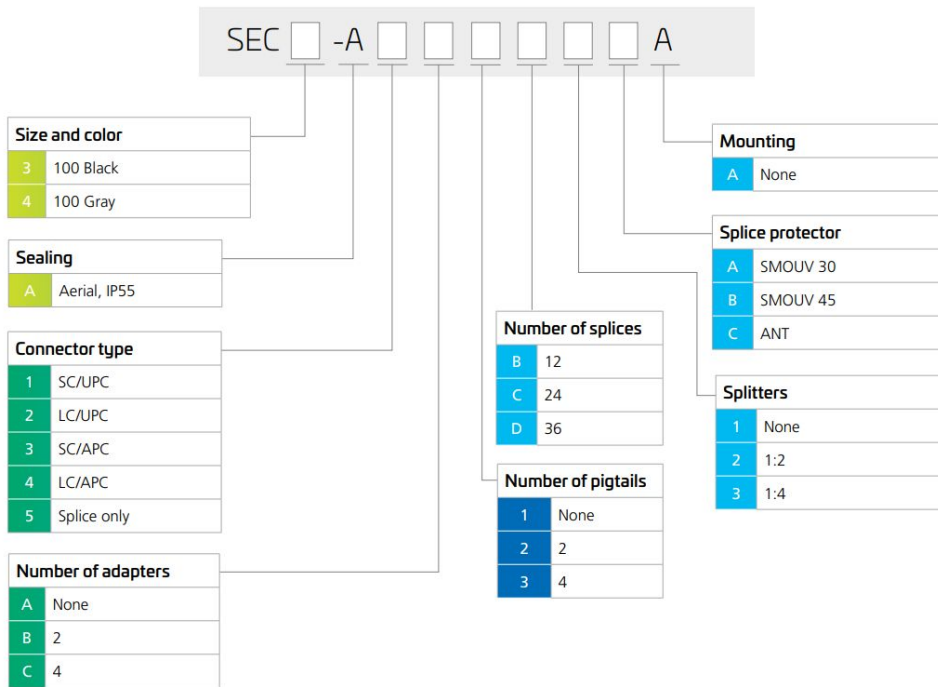 SEC -A A
Size and color
3 100 Black
4 100 Gray
Sealing
A Aerial, IP55
Connector type
1 SC/UPC
2 LC/UPC
3 SC/APC
4 LC/APC
5 Splice only
Number of adapters
A None
B 2
C 4
Number of splices
B 12
C 24
D 36
Number of pigtails
1 None
2 2
3 4
Mounting
A None
Splice protector
A SMOUV 30
B SMOUV 45
C ANT
Splitters
1 None
2 1:2
3 1:4